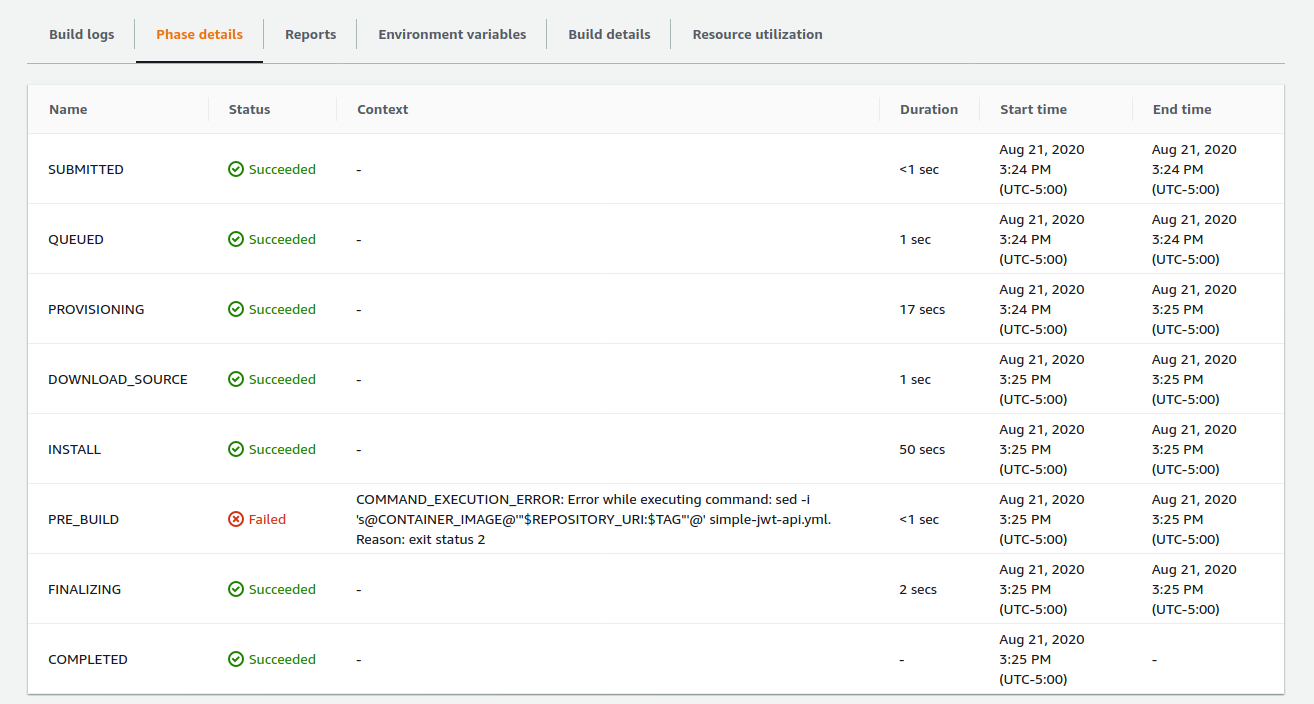 Build logs
Phase details
Reports
Environment variables
Build details
Resource utilization
Name
Status
Context
Duration
Start time
End time
SUBMITTED
Succeeded
-
<1 sec
Aug 21, 2020
3:24 PM
(UTC-5:00)
Aug 21, 2020
3:24 PM
(UTC-5:00)
QUEUED
Succeeded
-
1 sec
Aug 21, 2020
3:24 PM
(UTC-5:00)
Aug 21, 2020
3:24 PM
(UTC-5:00)
PROVISIONING
Succeeded
-
17 secs
Aug 21, 2020
3:24 PM
(UTC-5:00)
Aug 21, 2020
3:25 PM
(UTC-5:00)
DOWNLOAD_SOURCE
Succeeded
-
1 sec
Aug 21, 2020
3:25 PM
(UTC-5:00)
Aug 21, 2020
3:25 PM
(UTC-5:00)
INSTALL
Succeeded
-
50 secs
Aug 21, 2020
3:25 PM
(UTC-5:00)
Aug 21, 2020
3:25 PM
(UTC-5:00)
PRE_BUILD
Failed
COMMAND_EXECUTION_ERROR: Error while executing command: sed -i
's@CONTAINER_IMAGE@'"$REPOSITORY_URI:$TAG"'@' simple-jwt-api.yml.
Reason: exit status 2
<1 sec
Aug 21, 2020
3:25 PM
(UTC-5:00)
Aug 21, 2020
3:25 PM
(UTC-5:00)
FINALIZING
Succeeded
-
2 secs
Aug 21, 2020
3:25 PM
(UTC-5:00)
Aug 21, 2020
3:25 PM
(UTC-5:00)
COMPLETED
Succeeded
-
-
Aug 21, 2020
3:25 PM
(UTC-5:00)
-